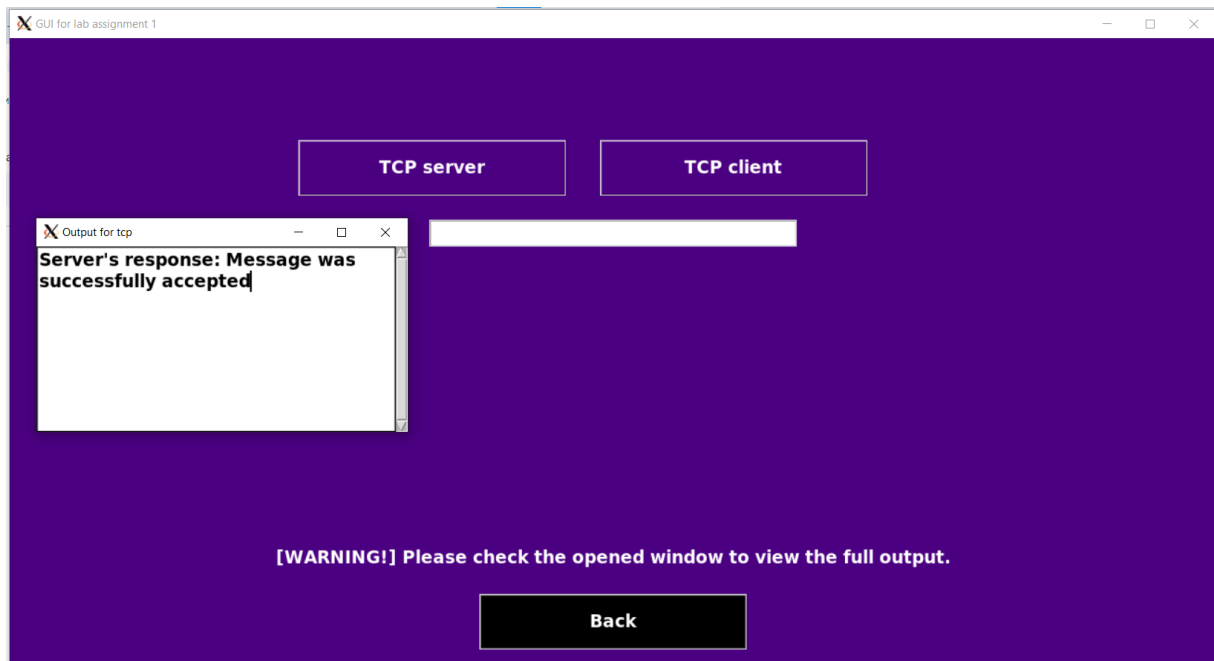 GUI for lab assignment 1
TCP server
TCP client
Output for tcp
Server's response: Message was
successfully accepted
[WARNING!] Please check the opened window to view the full output.
Back